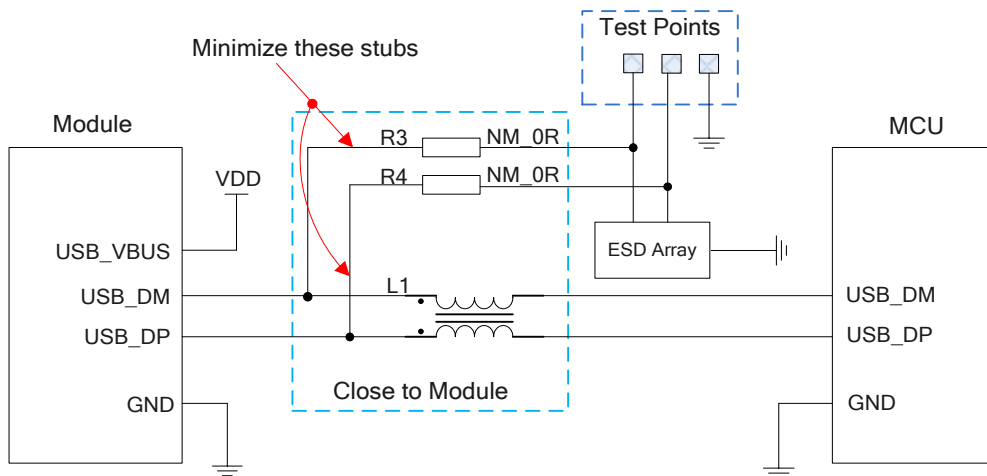 Test Points
Minimize these stubs
Module
MCU
R3
NM_0R
R4
NM_0R
VDD
ESD Array
USB_VBUS
USB_DM
L1
USB_DM
USB_DP
USB_DP
Close to Module
GND
GND